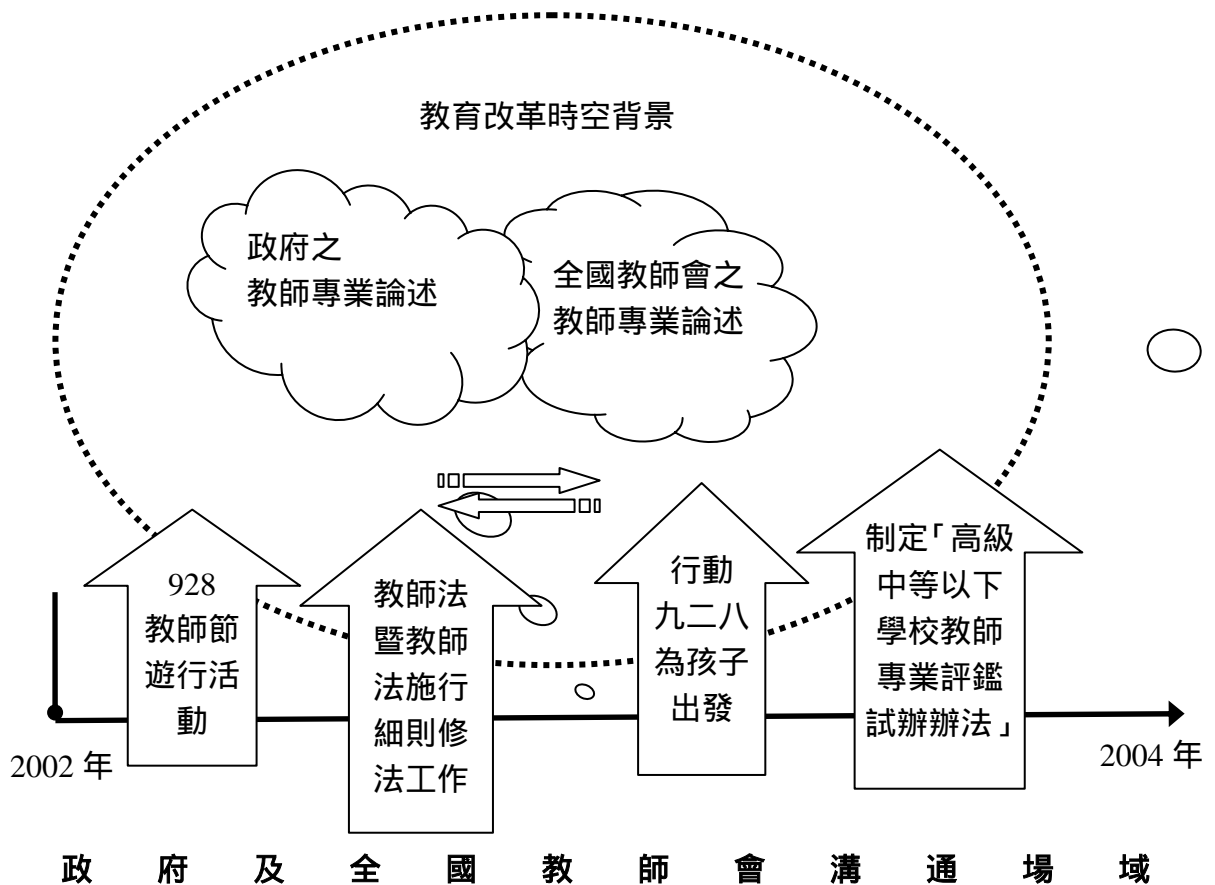 教育改革時空背景
政府之
教師專業論述
全國教師會之
教師專業論述
928
教師節
遊行活
動
教師法
暨教師
法施行
細則修
法工作
行動
九二八
為孩子
出發
制定「高級
中等以下
學校教師
專業評鑑
試辦辦法」
2002 年
2004 年
政府及全國教師會溝通場域